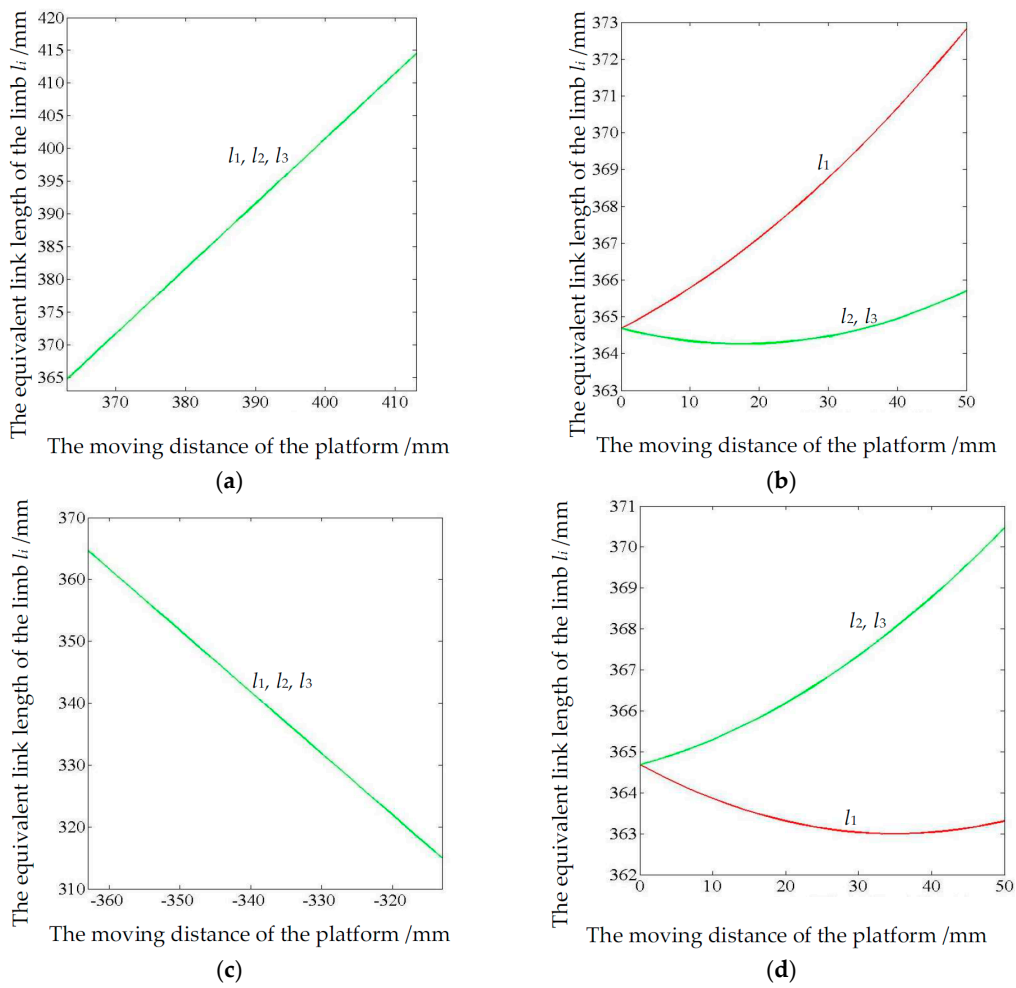 The equivalent link length of the limb li /mm
420
415
410
405
400
395
390
385
380
375
370
365
l1, l2, l3
370 380 390 400 410
The moving distance of the platform /mm
(a)
The equivalent link length of the limb li /mm
373
372
371
370
369
368
367
366
365
364
363
l1
l2, l3
0 10 20 30 40 50
The moving distance of the platform /mm
(b)
The equivalent link length of the limb li /mm
370
360
350
340
330
320
310
l1, l2, l3
-360 -350 -340 -330 -320
The moving distance of the platform /mm
(c)
The equivalent link length of the limb li /mm
371
370
369
368
367
366
365
364
363
362
l2, l3
l1
0 10 20 30 40 50
The moving distance of the platform /mm
(d)